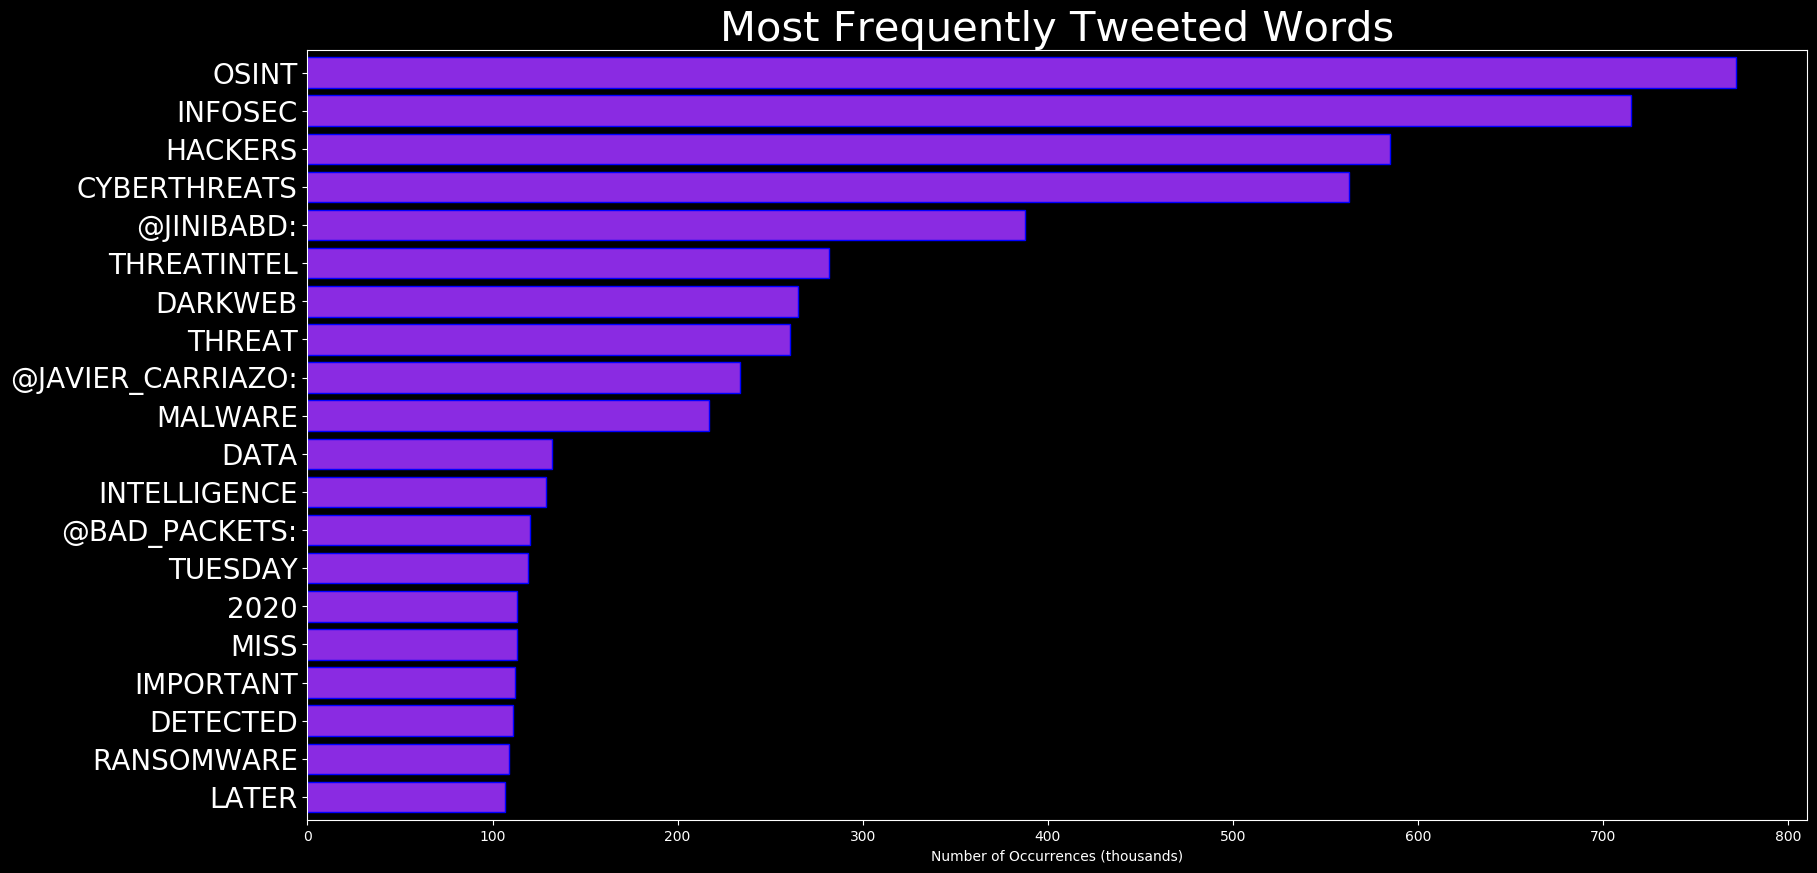 Most Frequently Tweeted Words
OSINT
INFOSEC
HACKERS
CYBERTHREATS
@JINIBABD:
THREATINTEL
DARKWEB
THREAT
@JAVIER_CARRIAZO:
MALWARE
DATA
INTELLIGENCE
@BAD_PACKETS:
TUESDAY
2020
MISS
IMPORTANT
DETECTED
RANSOMWARE
LATER
0 100 200 300 400 500 600 700 800
Number of Occurrences (thousands)